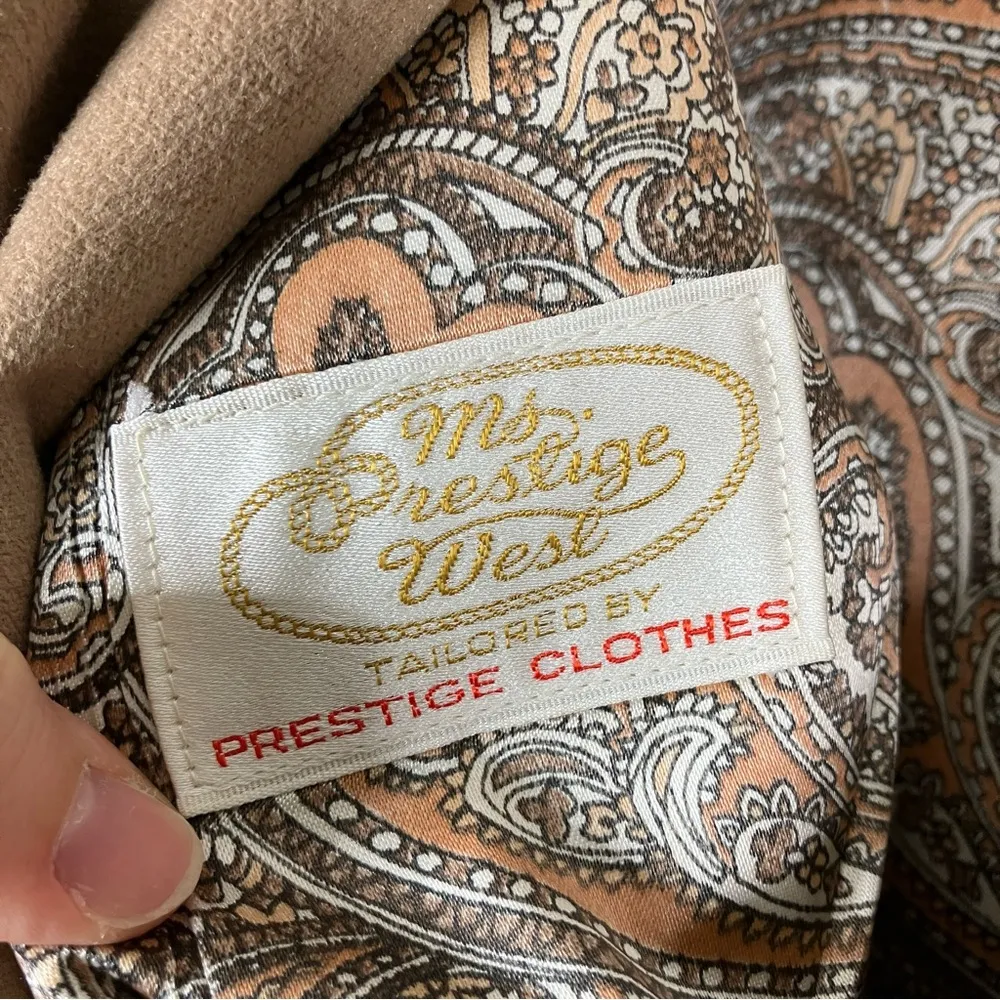 Ms.
Prestige
West
TAILORED BY
PRESTIGE CLOTHES